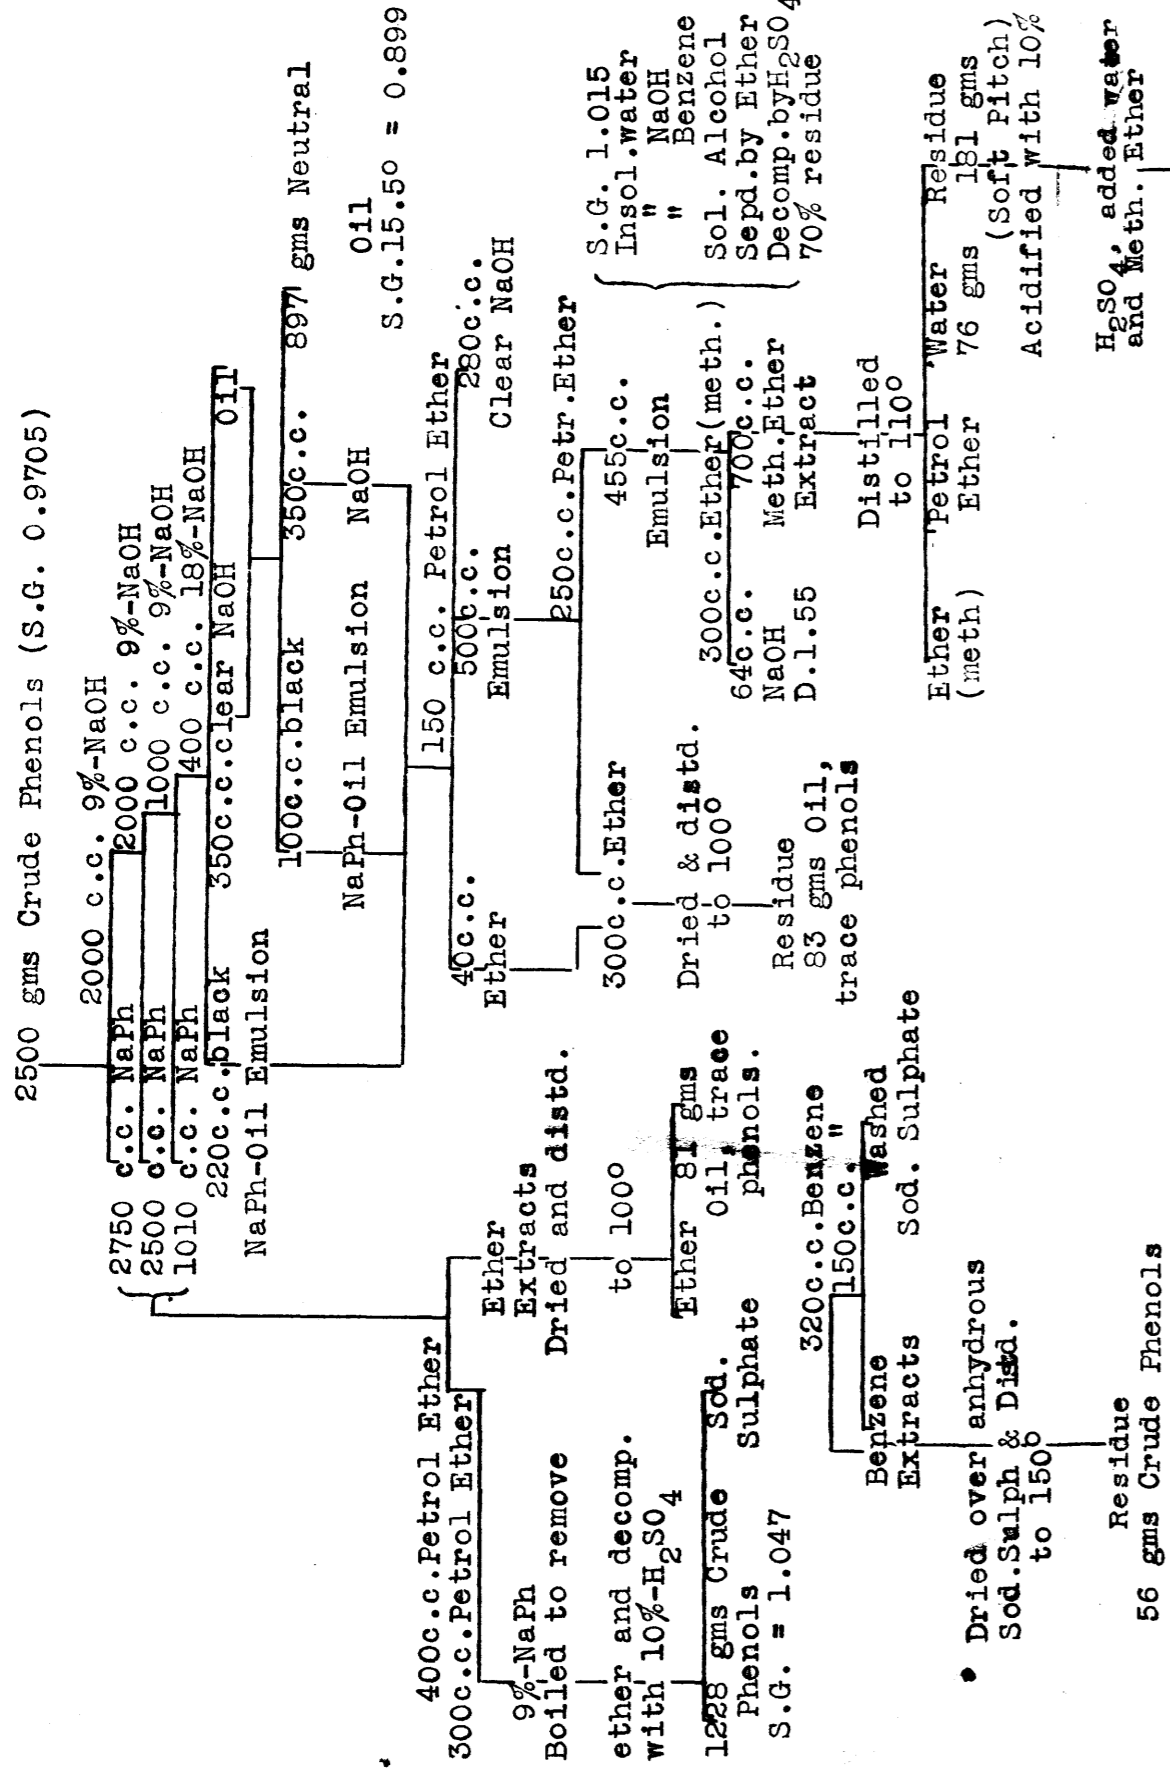 2500 gms Crude Phenols (S.G. 0.9705)
2000 c.c. 9%-NaOH
2750 c.c. NaPh
2000 c.c. 9%-NaOH
2500 c.c. NaPh
1000 c.c. 9%-NaOH
1010 c.c. NaPh
400 c.c. 18%-NaOH
220c.c.black
350c.c.clear NaOH
Oil
NaPh-Oil Emulsion
100c.c.black
350c.c.
897 gms Neutral
NaPh-Oil Emulsion
NaOH
Oil
S.G.15.5° = 0.899
400c.c.Petrol Ether
300c.c.Petrol Ether
150 c.c. Petrol Ether
Ether
Extracts
40c.c.
Ether
500c.c.
Emulsion
280c.c.
Clear NaOH
9%-NaPh
Boiled to remove
ether and decomp.
with 10%-H2SO4
Dried and distd.
to 100°
250c.c.Petr.Ether
300c.c.Ether
455c.c.
Emulsion
Dried & distd.
to 100°
Residue
83 gms Oil,
trace phenols
300c.c.Ether(meth.)
64c.c.
NaOH
D.1.55
700c.c.
Meth.Ether
Extract
S.G. 1.015
Insol.water
" NaOH
" Benzene
Sol. Alcohol
Sepd.by Ether
Decomp.byH2SO4
70% residue
1228 gms Crude
Phenols
S.G. = 1.047
Sod.
Sulphate
Ether
81 gms
Oil, trace
phenols.
Distilled
to 110°
320c.c.Benzene
150c.c. "
Benzene
Extracts
Washed
Sod. Sulphate
Ether
(meth)
Petrol
Ether
Water
76 gms
Residue
181 gms
(Soft Pitch)
Acidified with 10%
H2SO4, added water
and Meth. Ether
Dried over anhydrous
Sod.Sulph & Distd.
to 150°
Residue
56 gms Crude Phenols